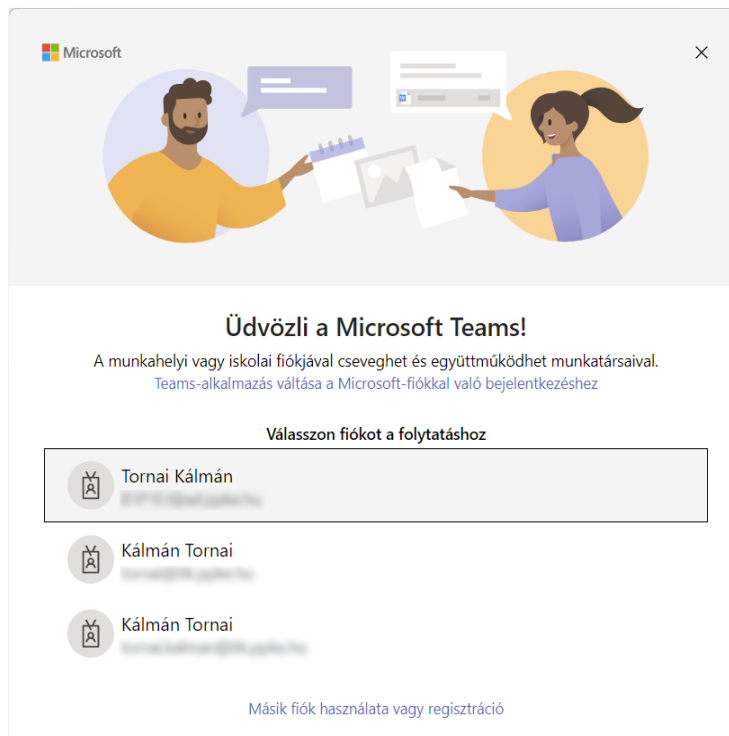 Microsoft
Üdvözli a Microsoft Teams!
A munkahelyi vagy iskolai fiókjával cseveghet és együttműködhet munkatársaival.
Teams-alkalmazás váltása a Microsoft-fiókkal való bejelentkezéshez
Válasszon fiókot a folytatáshoz
Tornai Kálmán
Kálmán Tornai
Kálmán Tornai
Másik fiók használata vagy regisztráció